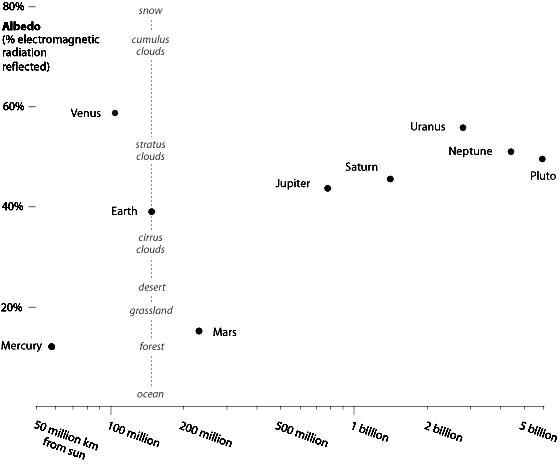 80%
Albedo
(% electromagnetic
radiation
reflected)
snow
cumulus
clouds
60%
Venus
stratus
clouds
Uranus
Neptune
Saturn
Pluto
Jupiter
40%
Earth
cirrus
clouds
desert
20%
grassland
Mars
Mercury
forest
ocean
50 million km
from sun
100 million
200 million
500 million
1 billion
2 billion
5 billion